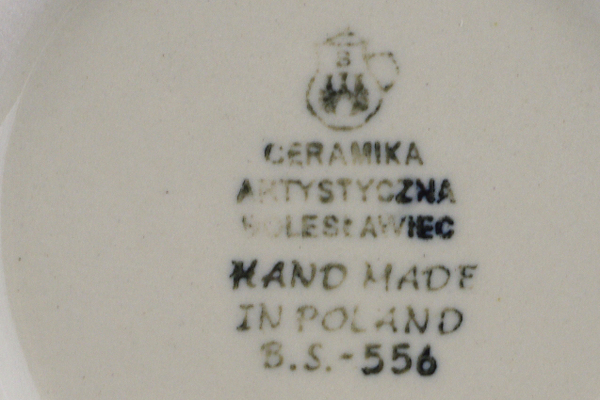 B
CERAMIKA
ARTYSTYCZNA
BOLESŁAWIEC
HAND MADE
IN POLAND
B.S.-556